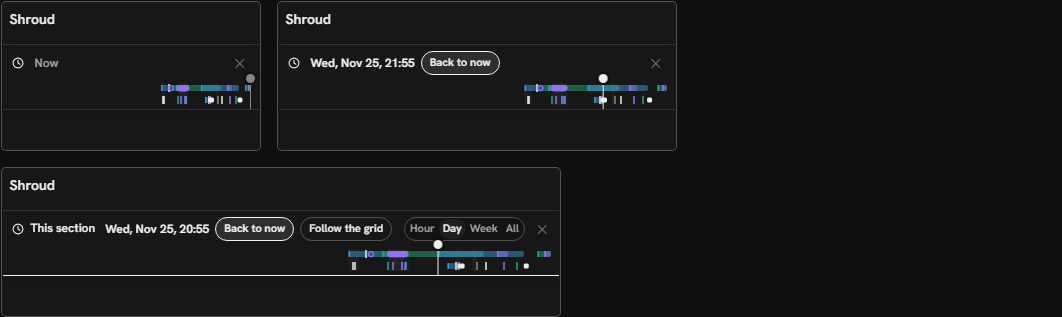 Shroud
Now
Shroud
Wed, Nov 25, 21:55 Back to now
Shroud
This section Wed, Nov 25, 20:55 Back to now Follow the grid Hour Day Week All